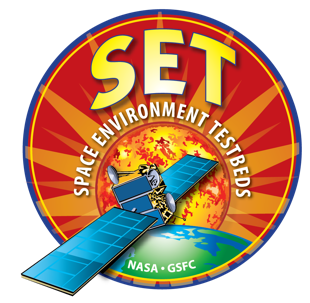 SET
SPACE ENVIRONMENT TESTBEDS
NASA • GSFC